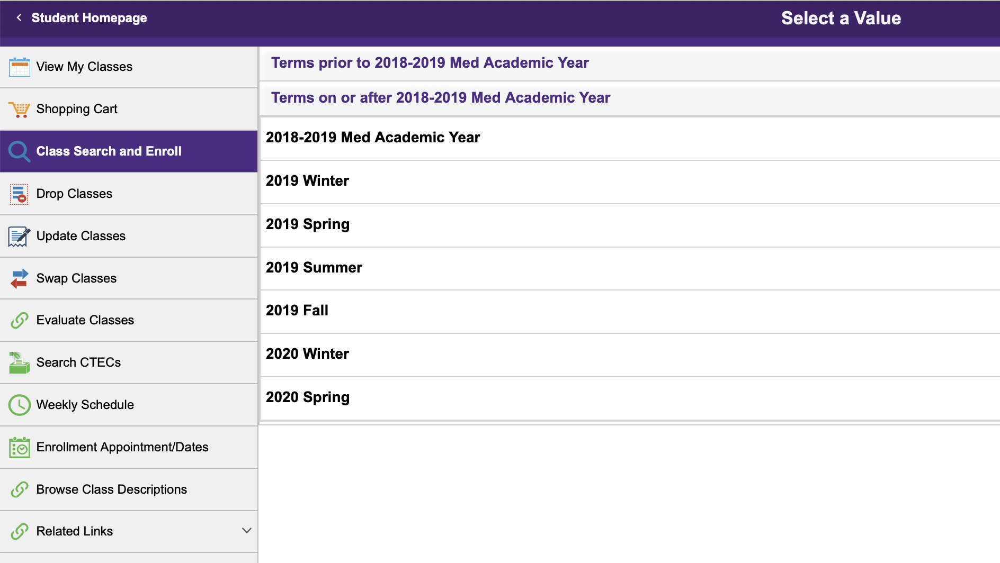 Student Homepage
Select a Value
View My Classes
Shopping Cart
Class Search and Enroll
Drop Classes
Update Classes
Swap Classes
Evaluate Classes
Search CTECs
Weekly Schedule
Enrollment Appointment/Dates
Browse Class Descriptions
Related Links
Terms prior to 2018-2019 Med Academic Year
Terms on or after 2018-2019 Med Academic Year
2018-2019 Med Academic Year
2019 Winter
2019 Spring
2019 Summer
2019 Fall
2020 Winter
2020 Spring